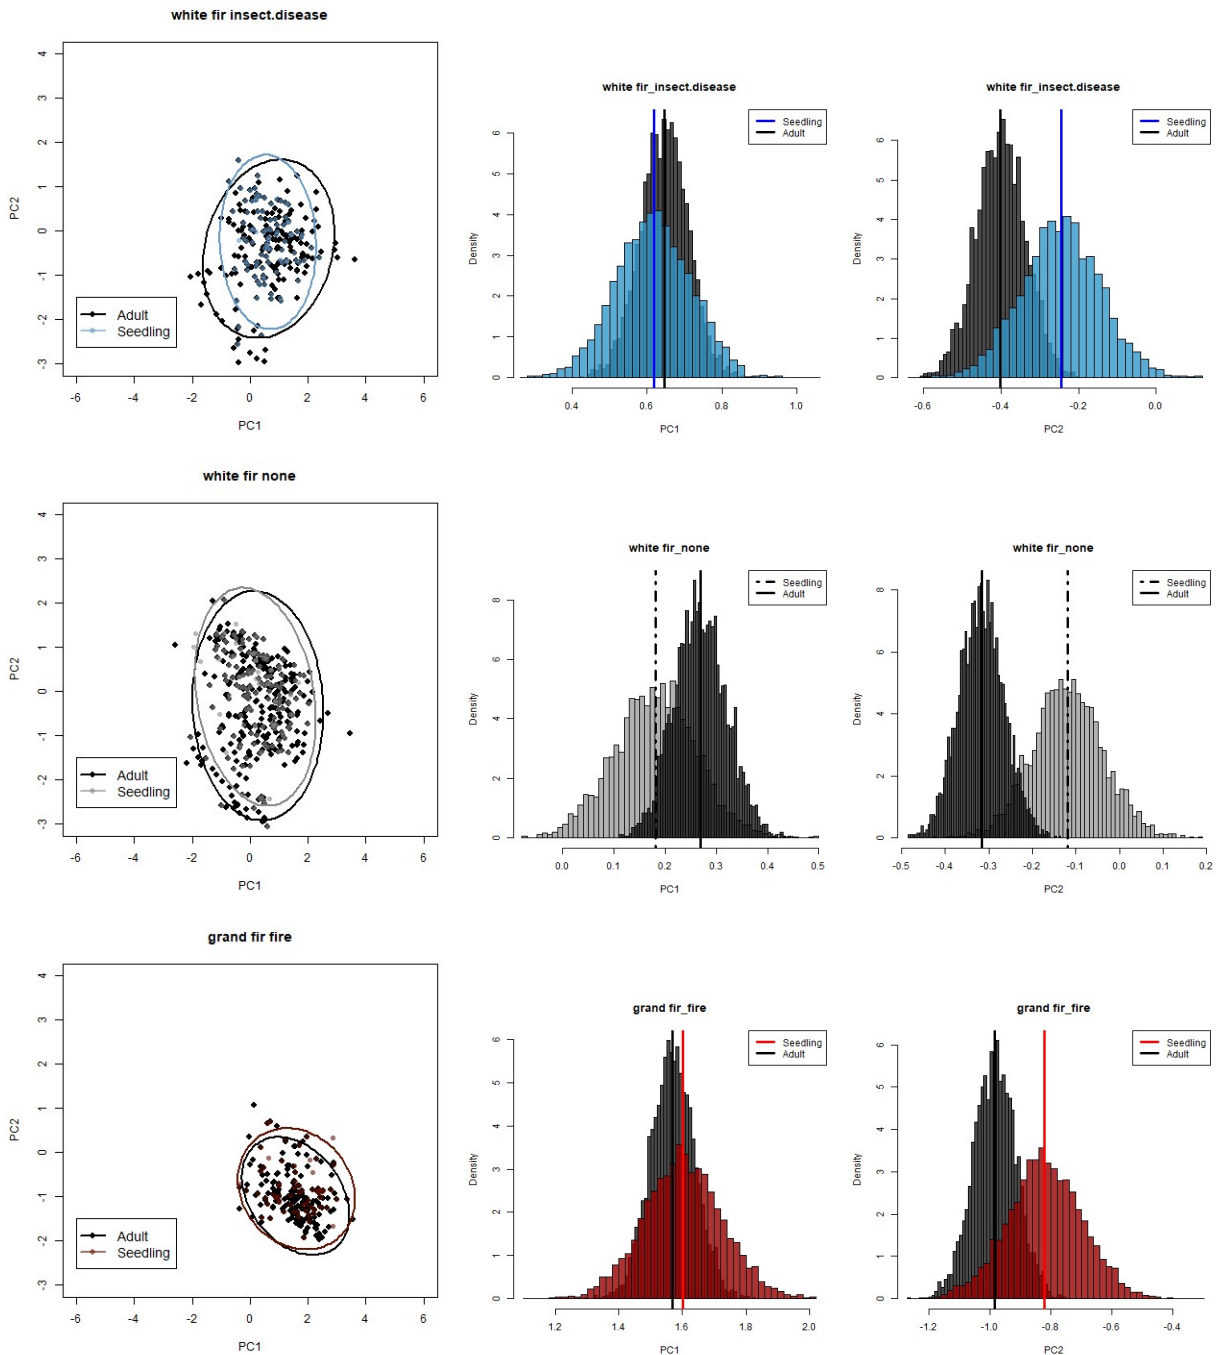 white fir insect.disease
4
3
2
1
0
-1
-2
-3
PC2
Adult
Seedling
-6 -4 -2 0 2 4 6
PC1
white fir_insect.disease
Seedling
Adult
6
5
4
3
2
1
0
Density
0.4 0.6 0.8 1.0
PC1
white fir_insect.disease
Seedling
Adult
6
5
4
3
2
1
0
Density
-0.6 -0.4 -0.2 0.0
PC2
white fir none
4
3
2
1
0
-1
-2
-3
PC2
Adult
Seedling
-6 -4 -2 0 2 4 6
PC1
white fir_none
Seedling
Adult
8
6
4
2
0
Density
0.0 0.1 0.2 0.3 0.4 0.5
PC1
white fir_none
Seedling
Adult
8
6
4
2
0
Density
-0.5 -0.4 -0.3 -0.2 -0.1 0.0 0.1 0.2
PC2
grand fir fire
4
3
2
1
0
-1
-2
-3
PC2
Adult
Seedling
-6 -4 -2 0 2 4 6
PC1
grand fir_fire
Seedling
Adult
6
5
4
3
2
1
0
Density
1.2 1.4 1.6 1.8 2.0
PC1
grand fir_fire
Seedling
Adult
6
5
4
3
2
1
0
Density
-1.2 -1.0 -0.8 -0.6 -0.4
PC2